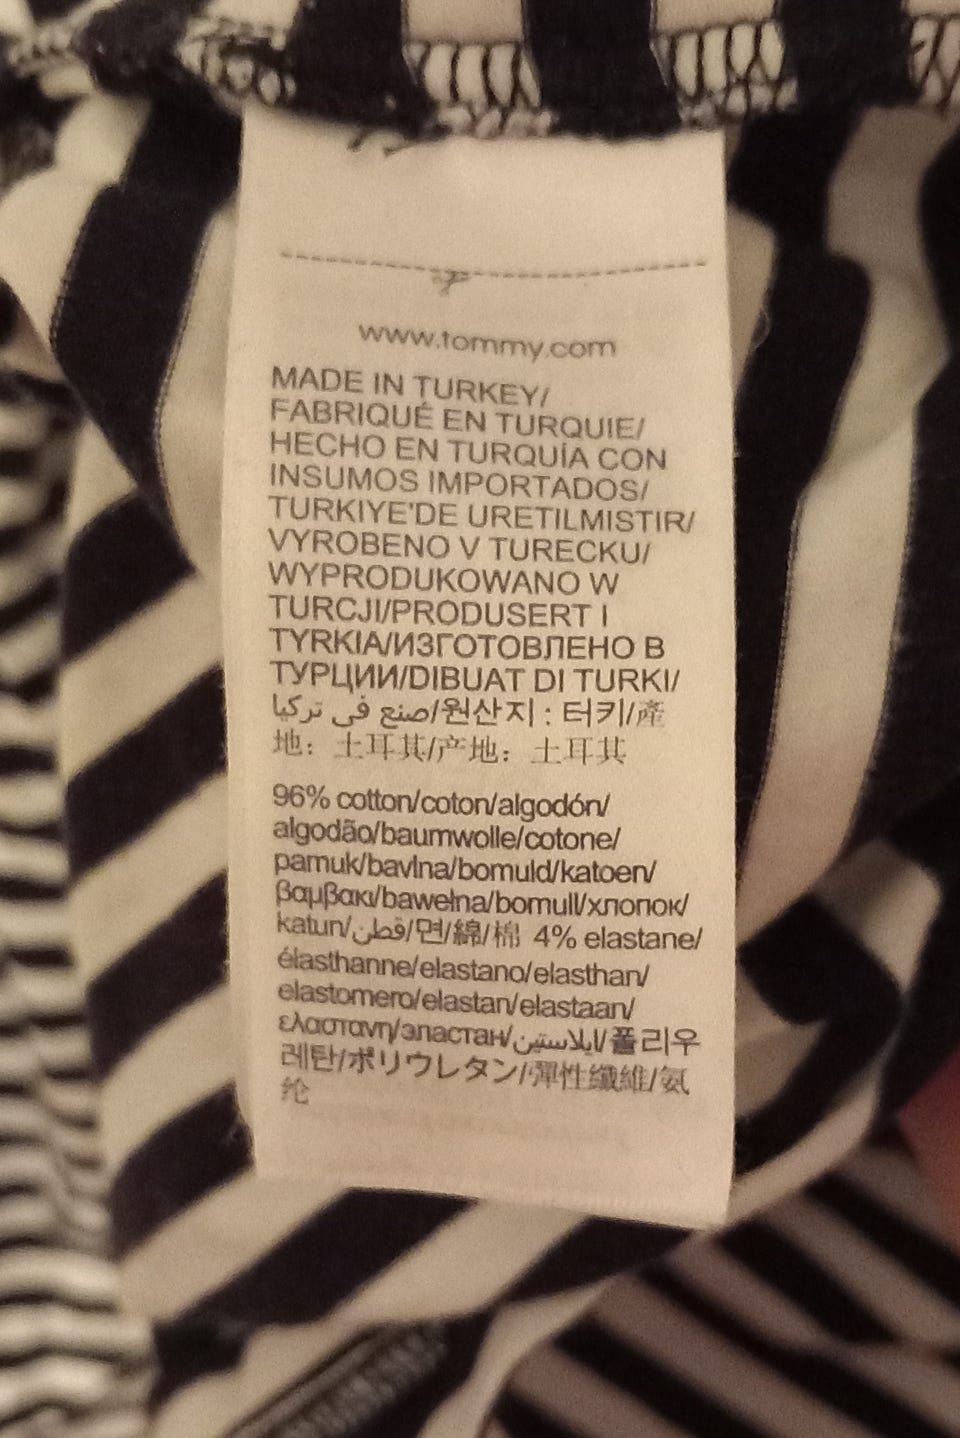 www.tommy.com
MADE IN TURKEY/
FABRIQUÉ EN TURQUIE/
HECHO EN TURQUÍA CON
INSUMOS IMPORTADOS/
TURKIYE'DE URETILMISTIR/
VYROBENO V TURECKU/
WYPRODUKOWANO W
TURCJI/PRODUSERT I
TYRKIA/ИЗГОТОВЛЕНО В
ТУРЦИИ/DIBUAT DI TURKI/
صنع في تركيا/원산지 : 터키/產
地：土耳其/产地：土耳其
96% cotton/coton/algodón/
algodão/baumwolle/cotone/
pamuk/bavlna/bomuld/katoen/
βαμβακι/bawełna/bomull/хлопок/
katun/قطن/면/綿/棉 4% elastane/
élasthanne/elastano/elasthan/
elastomero/elastan/elastaan/
ελαστανη/эластан/ايلاستين/폴리우
레탄/ポリウレタン/彈性纖維/氨
纶